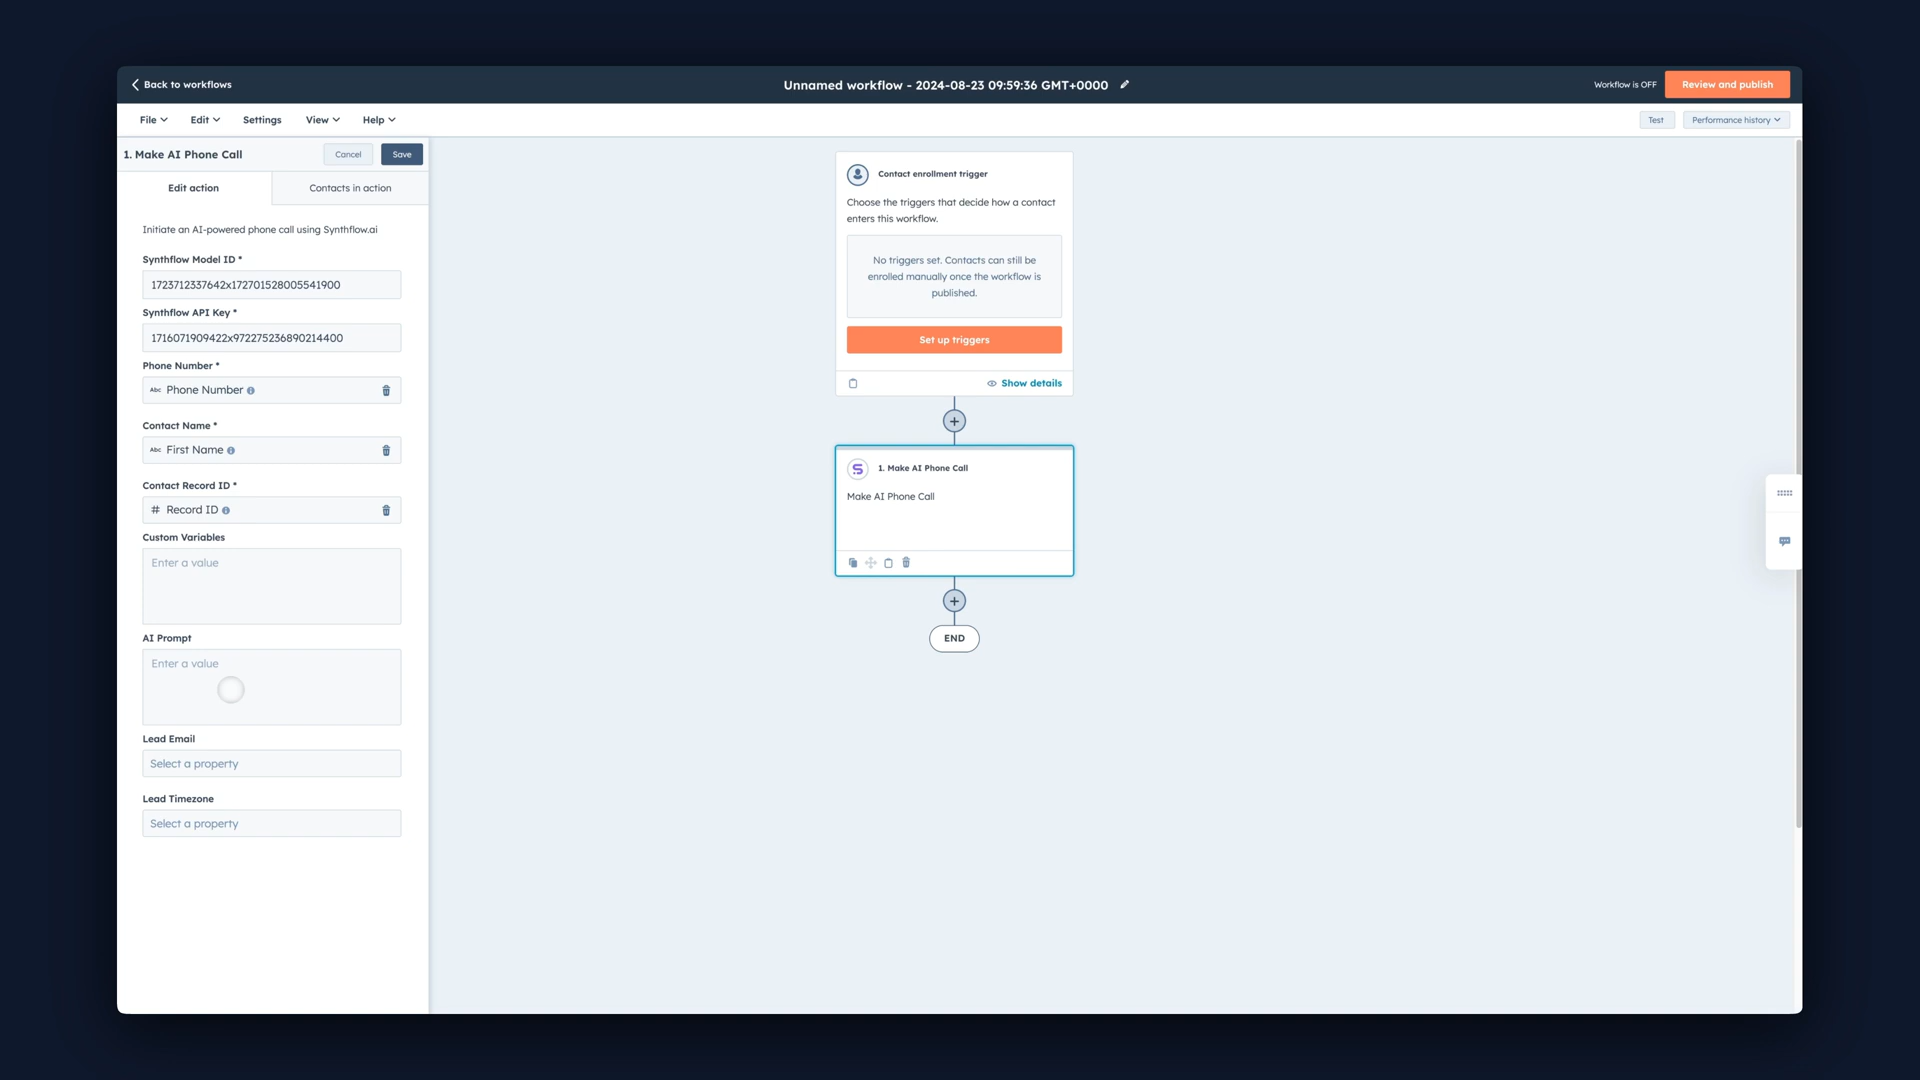 Back to workflows
Unnamed workflow - 2024-08-23 09:59:36 GMT+0000
Workflow is OFF
Review and publish
File
Edit
Settings
View
Help
Test
Performance history
1. Make AI Phone Call
Cancel
Save
Edit action
Contacts in action
Initiate an AI-powered phone call using Synthflow.ai
Synthflow Model ID *
1723712337642x172701528005541900
Synthflow API Key *
1716071909422x972275236890214400
Phone Number *
Abc Phone Number
Contact Name *
Abc First Name
Contact Record ID *
# Record ID
Custom Variables
Enter a value
AI Prompt
Enter a value
Lead Email
Select a property
Lead Timezone
Select a property
Contact enrollment trigger
Choose the triggers that decide how a contact
enters this workflow.
No triggers set. Contacts can still be
enrolled manually once the workflow is
published.
Set up triggers
Show details
1. Make AI Phone Call
Make AI Phone Call
END